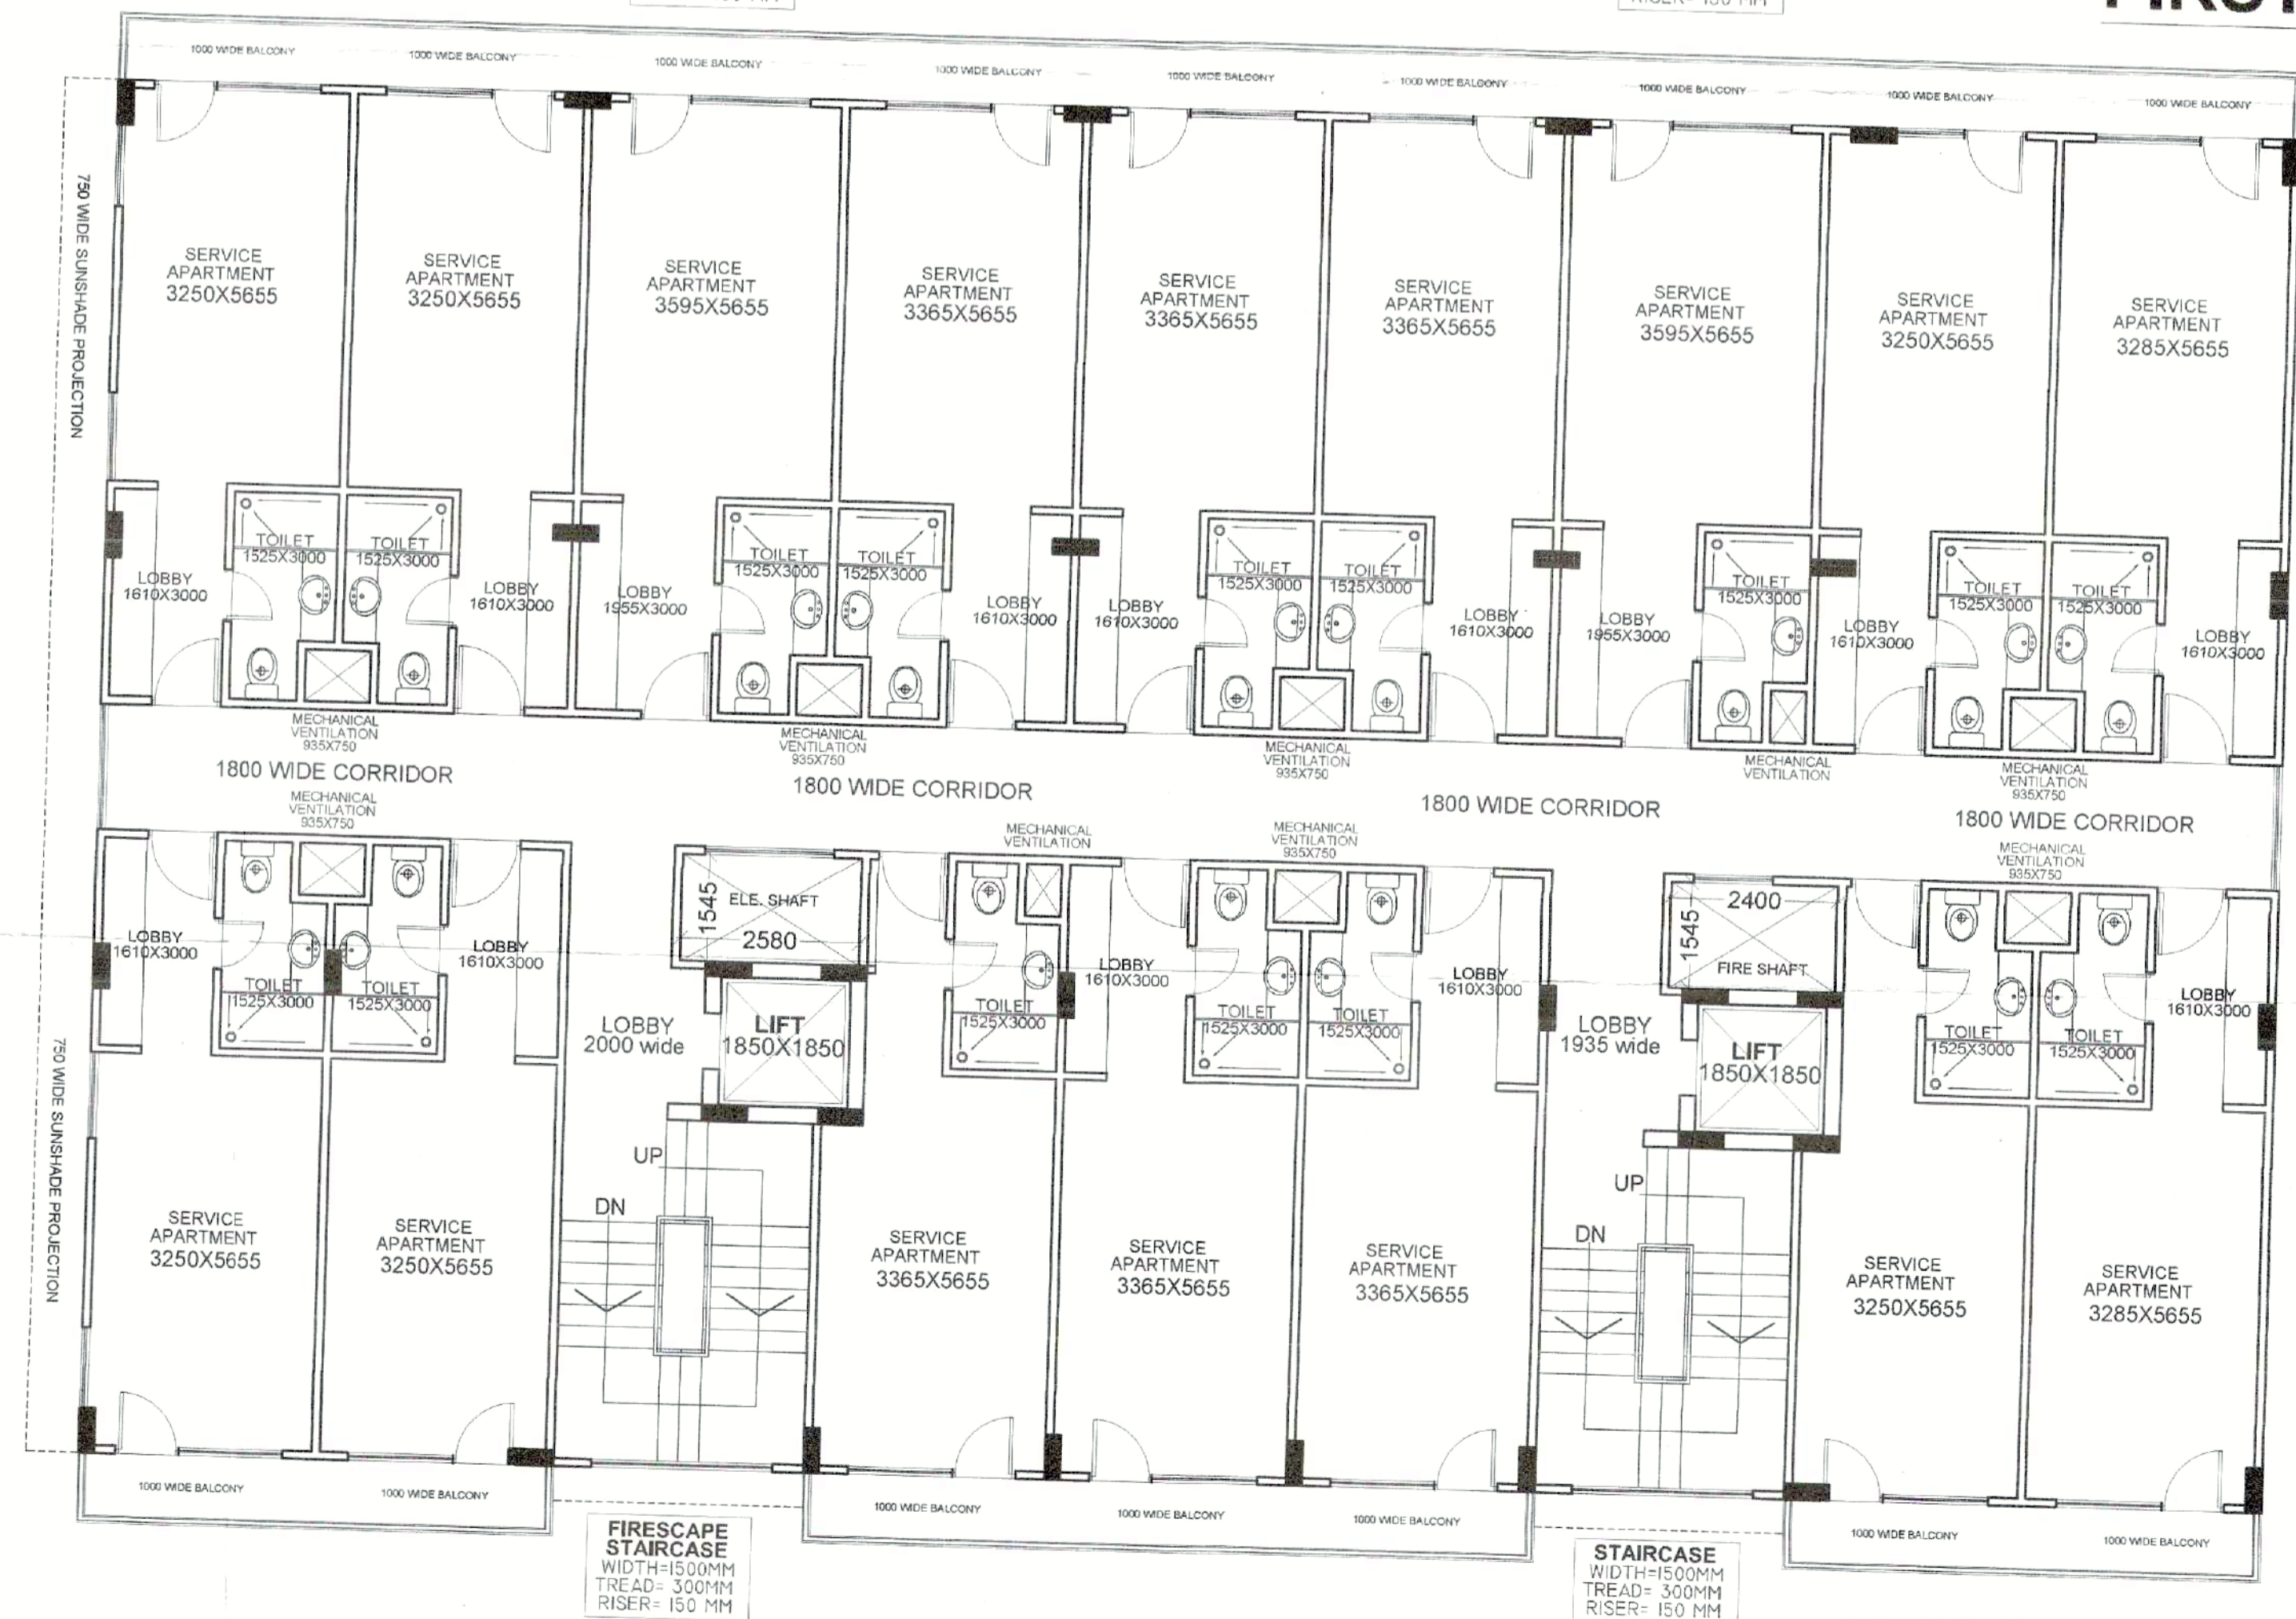 1000 WIDE BALCONY
1000 WIDE BALCONY
1000 WIDE BALCONY
1000 WIDE BALCONY
1000 WIDE BALCONY
1000 WIDE BALCONY
1000 WIDE BALCONY
1000 WIDE BALCONY
1000 WIDE BALCONY
750 WIDE SUNSHADE PROJECTION
SERVICE
APARTMENT
3250X5655
SERVICE
APARTMENT
3250X5655
SERVICE
APARTMENT
3595X5655
SERVICE
APARTMENT
3365X5655
SERVICE
APARTMENT
3365X5655
SERVICE
APARTMENT
3365X5655
SERVICE
APARTMENT
3595X5655
SERVICE
APARTMENT
3250X5655
SERVICE
APARTMENT
3285X5655
LOBBY
1610X3000
TOILET
1525X3000
TOILET
1525X3000
LOBBY
1610X3000
LOBBY
1955X3000
TOILET
1525X3000
TOILET
1525X3000
LOBBY
1610X3000
LOBBY
1610X3000
TOILET
1525X3000
TOILET
1525X3000
LOBBY
1610X3000
LOBBY
1955X3000
TOILET
1525X3000
LOBBY
1610X3000
TOILET
1525X3000
TOILET
1525X3000
LOBBY
1610X3000
MECHANICAL
VENTILATION
935X750
MECHANICAL
VENTILATION
935X750
MECHANICAL
VENTILATION
935X750
MECHANICAL
VENTILATION
MECHANICAL
VENTILATION
935X750
1800 WIDE CORRIDOR
1800 WIDE CORRIDOR
1800 WIDE CORRIDOR
1800 WIDE CORRIDOR
MECHANICAL
VENTILATION
935X750
MECHANICAL
VENTILATION
MECHANICAL
VENTILATION
935X750
MECHANICAL
VENTILATION
935X750
LOBBY
1610X3000
TOILET
1525X3000
TOILET
1525X3000
LOBBY
1610X3000
1545
ELE. SHAFT
2580
LOBBY
2000 wide
LIFT
1850X1850
TOILET
1525X3000
LOBBY
1610X3000
TOILET
1525X3000
TOILET
1525X3000
LOBBY
1610X3000
2400
1545
FIRE SHAFT
LOBBY
1935 wide
LIFT
1850X1850
TOILET
1525X3000
TOILET
1525X3000
LOBBY
1610X3000
750 WIDE SUNSHADE PROJECTION
UP
DN
UP
DN
SERVICE
APARTMENT
3250X5655
SERVICE
APARTMENT
3250X5655
SERVICE
APARTMENT
3365X5655
SERVICE
APARTMENT
3365X5655
SERVICE
APARTMENT
3365X5655
SERVICE
APARTMENT
3250X5655
SERVICE
APARTMENT
3285X5655
1000 WIDE BALCONY
1000 WIDE BALCONY
1000 WIDE BALCONY
1000 WIDE BALCONY
1000 WIDE BALCONY
1000 WIDE BALCONY
1000 WIDE BALCONY
FIRESCAPE
STAIRCASE
WIDTH=1500MM
TREAD= 300MM
RISER= 150 MM
STAIRCASE
WIDTH=1500MM
TREAD= 300MM
RISER= 150 MM